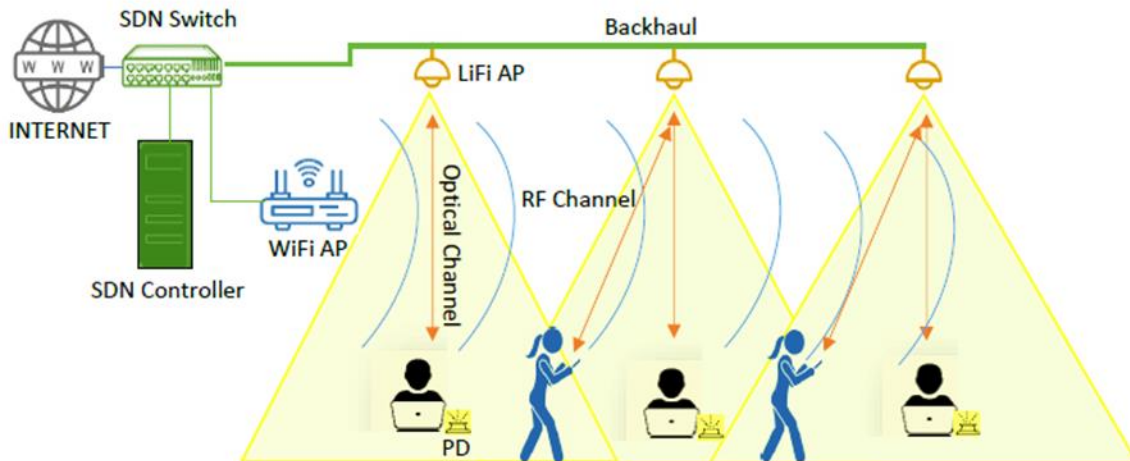 SDN Switch
Backhaul
W W W
LiFi AP
INTERNET
Optical Channel
RF Channel
WiFi AP
SDN Controller
PD